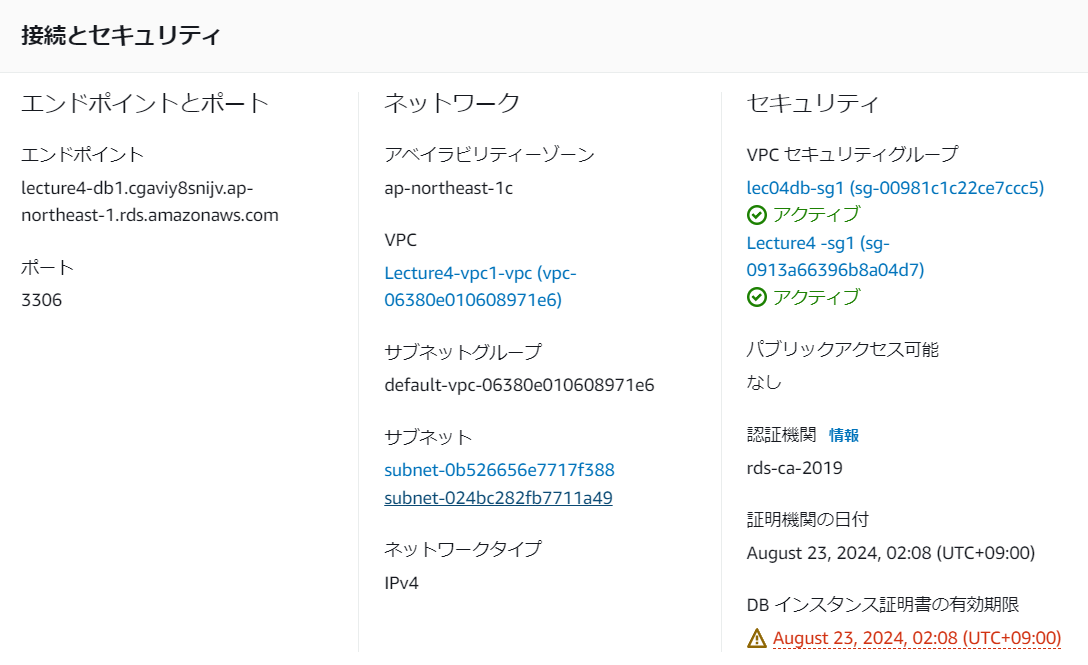 接続とセキュリティ
エンドポイントとポート
エンドポイント
lecture4-db1.cgaviy8snijv.ap-
northeast-1.rds.amazonaws.com
ポート
3306
ネットワーク
アベイラビリティーゾーン
ap-northeast-1c
VPC
Lecture4-vpc1-vpc (vpc-
06380e010608971e6)
サブネットグループ
default-vpc-06380e010608971e6
サブネット
subnet-0b526656e7717f388
subnet-024bc282fb7711a49
ネットワークタイプ
IPv4
セキュリティ
VPC セキュリティグループ
lec04db-sg1 (sg-00981c1c22ce7ccc5)
アクティブ
Lecture4 -sg1 (sg-
0913a66396b8a04d7)
アクティブ
パブリックアクセス可能
なし
認証機関 情報
rds-ca-2019
証明機関の日付
August 23, 2024, 02:08 (UTC+09:00)
DB インスタンス証明書の有効期限
August 23, 2024, 02:08 (UTC+09:00)